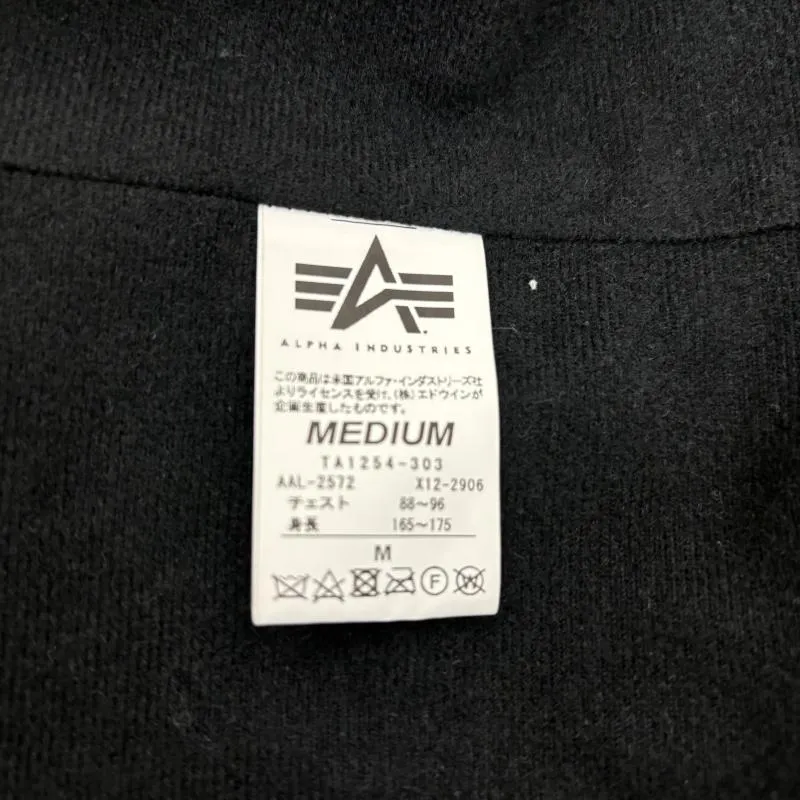 ALPHA INDUSTRIES
この商品は米国アルファ・インダストリーズ社
よりライセンスを受け、(株)エドウインが
企画生産したものです。
MEDIUM
TA1254-303
AAL-2572 X12-2906
チェスト 88～96
身長 165～175
M
F W